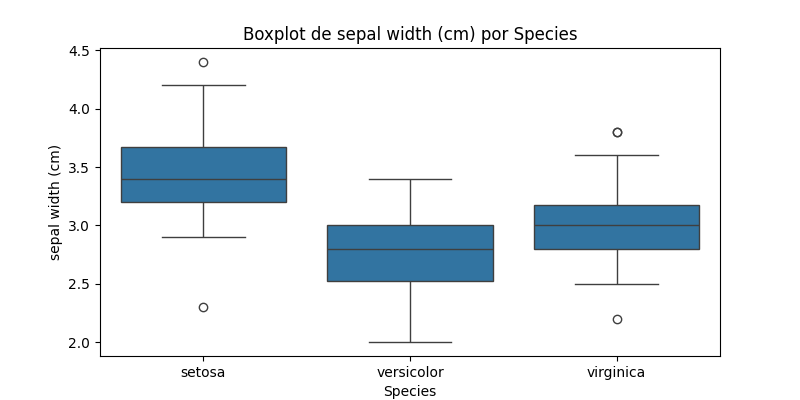 Boxplot de sepal width (cm) por Species
sepal width (cm)
4.5
4.0
3.5
3.0
2.5
2.0
setosa versicolor virginica
Species